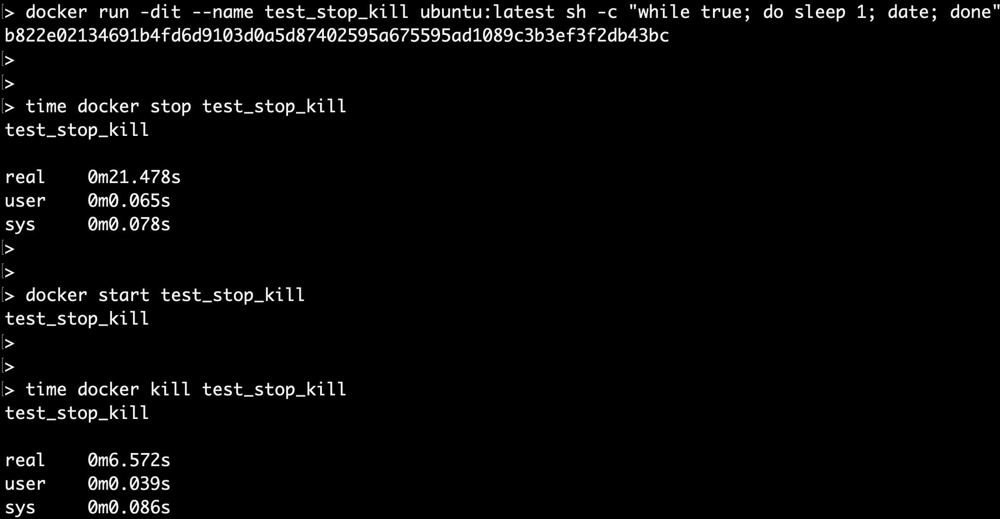 > docker run -dit --name test_stop_kill ubuntu:latest sh -c "while true; do sleep 1; date; done"
b822e02134691b4fd6d9103d0a5d87402595a675595ad1089c3b3ef3f2db43bc
>
>
> time docker stop test_stop_kill
test_stop_kill
real 0m21.478s
user 0m0.065s
sys 0m0.078s
>
>
> docker start test_stop_kill
test_stop_kill
>
>
> time docker kill test_stop_kill
test_stop_kill
real 0m6.572s
user 0m0.039s
sys 0m0.086s